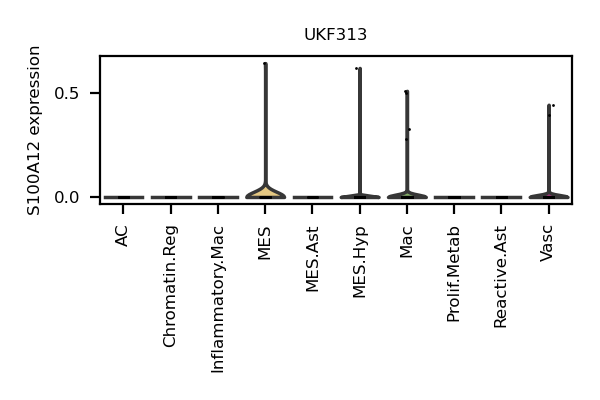 UKF313
S100A12 expression
0.5
0.0
AC
Chromatin.Reg
Inflammatory.Mac
MES
MES.Ast
MES.Hyp
Mac
Prolif.Metab
Reactive.Ast
Vasc